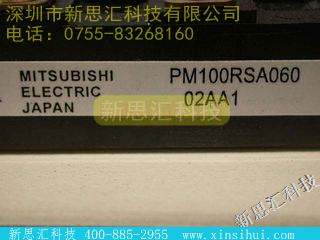 深圳市新思汇科技有限公司
电话：0755-83268160
MITSUBISHI
ELECTRIC
JAPAN
PM100RSA060
02AA1
新思汇科技
新思汇科技
新思汇科技 400-885-2955 www.xinsihui.com